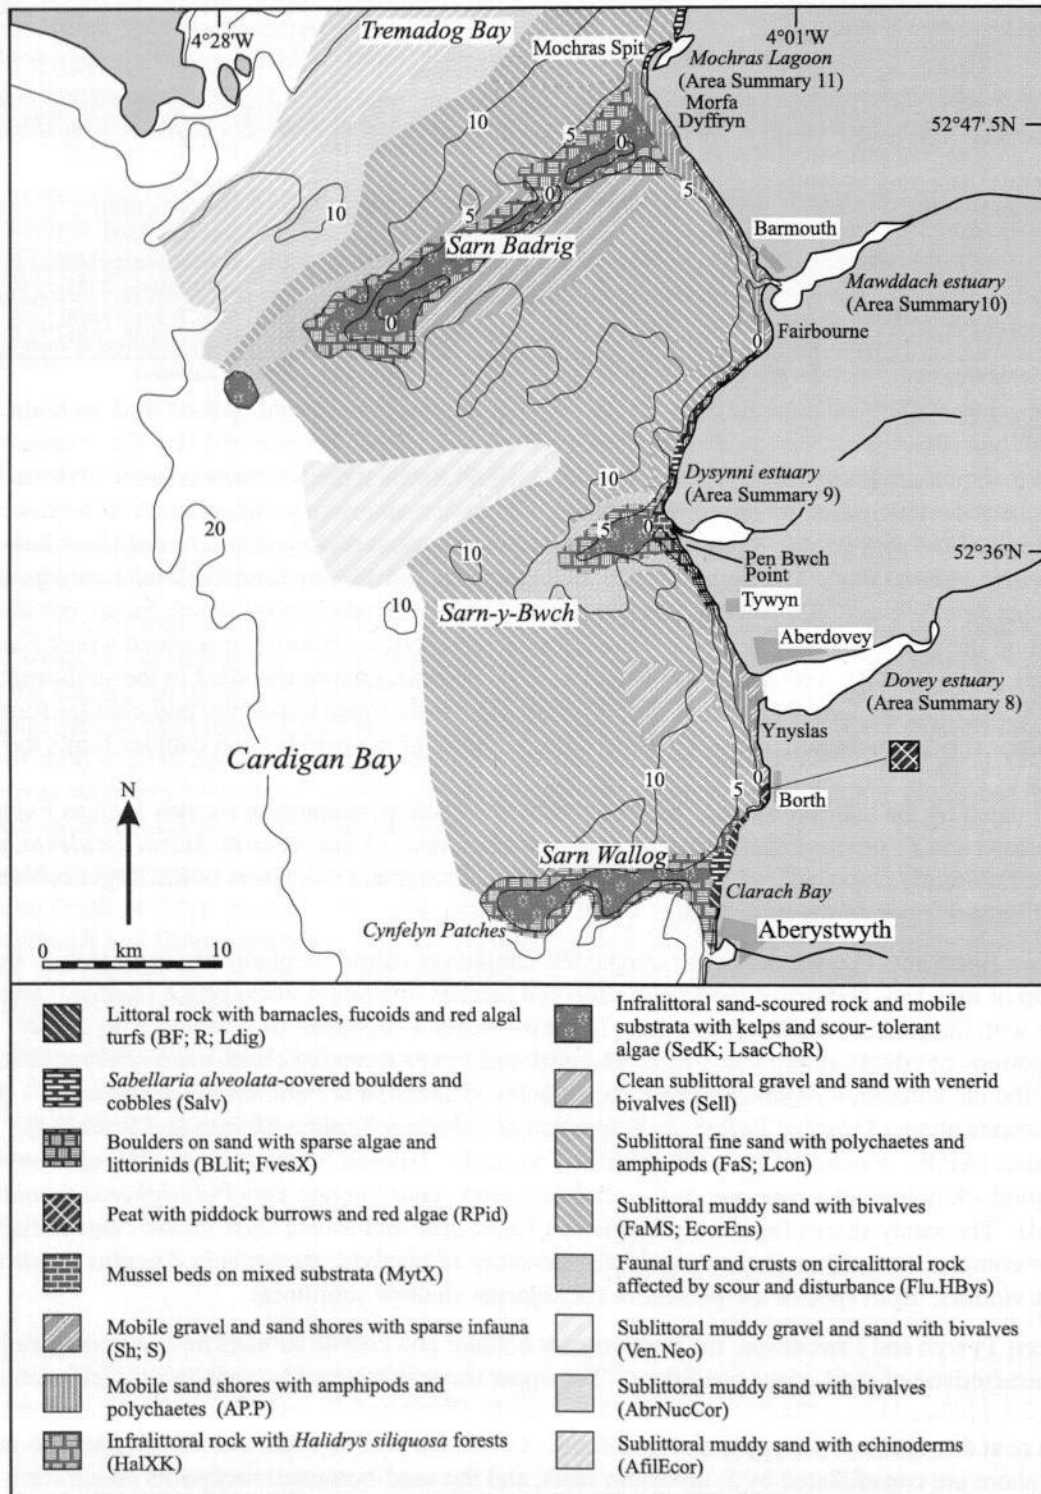 Tremadog Bay
4°28'W
4°01'W
Mochras Spit
Mochras Lagoon
(Area Summary 11)
Morfa
Dyffryn
52°47'.5N
10
5
0
0
10
5
5
Sarn Badrig
Barmouth
Mawddach estuary
(Area Summary10)
0
Fairbourne
0
10
Dysynni estuary
(Area Summary 9)
20
5
0
10
Pen Bwch
Point
52°36'N
10
Sarn-y-Bwch
Tywyn
Aberdovey
Dovey estuary
(Area Summary 8)
Ynyslas
Cardigan Bay
10
5
0
Borth
N
Sarn Wallog
Clarach Bay
Cynfelyn Patches
Aberystwyth
0 km 10
Littoral rock with barnacles, fucoids and red algal
turfs (BF; R; Ldig)
Sabellaria alveolata-covered boulders and
cobbles (Salv)
Boulders on sand with sparse algae and
littorinids (BLlit; FvesX)
Peat with piddock burrows and red algae (RPid)
Mussel beds on mixed substrata (MytX)
Mobile gravel and sand shores with sparse infauna
(Sh; S)
Mobile sand shores with amphipods and
polychaetes (AP.P)
Infralittoral rock with Halidrys siliquosa forests
(HalXK)
Infralittoral sand-scoured rock and mobile
substrata with kelps and scour- tolerant
algae (SedK; LsacChoR)
Clean sublittoral gravel and sand with venerid
bivalves (Sell)
Sublittoral fine sand with polychaetes and
amphipods (FaS; Lcon)
Sublittoral muddy sand with bivalves
(FaMS; EcorEns)
Faunal turf and crusts on circalittoral rock
affected by scour and disturbance (Flu.HBys)
Sublittoral muddy gravel and sand with bivalves
(Ven.Neo)
Sublittoral muddy sand with bivalves
(AbrNucCor)
Sublittoral muddy sand with echinoderms
(AfilEcor)